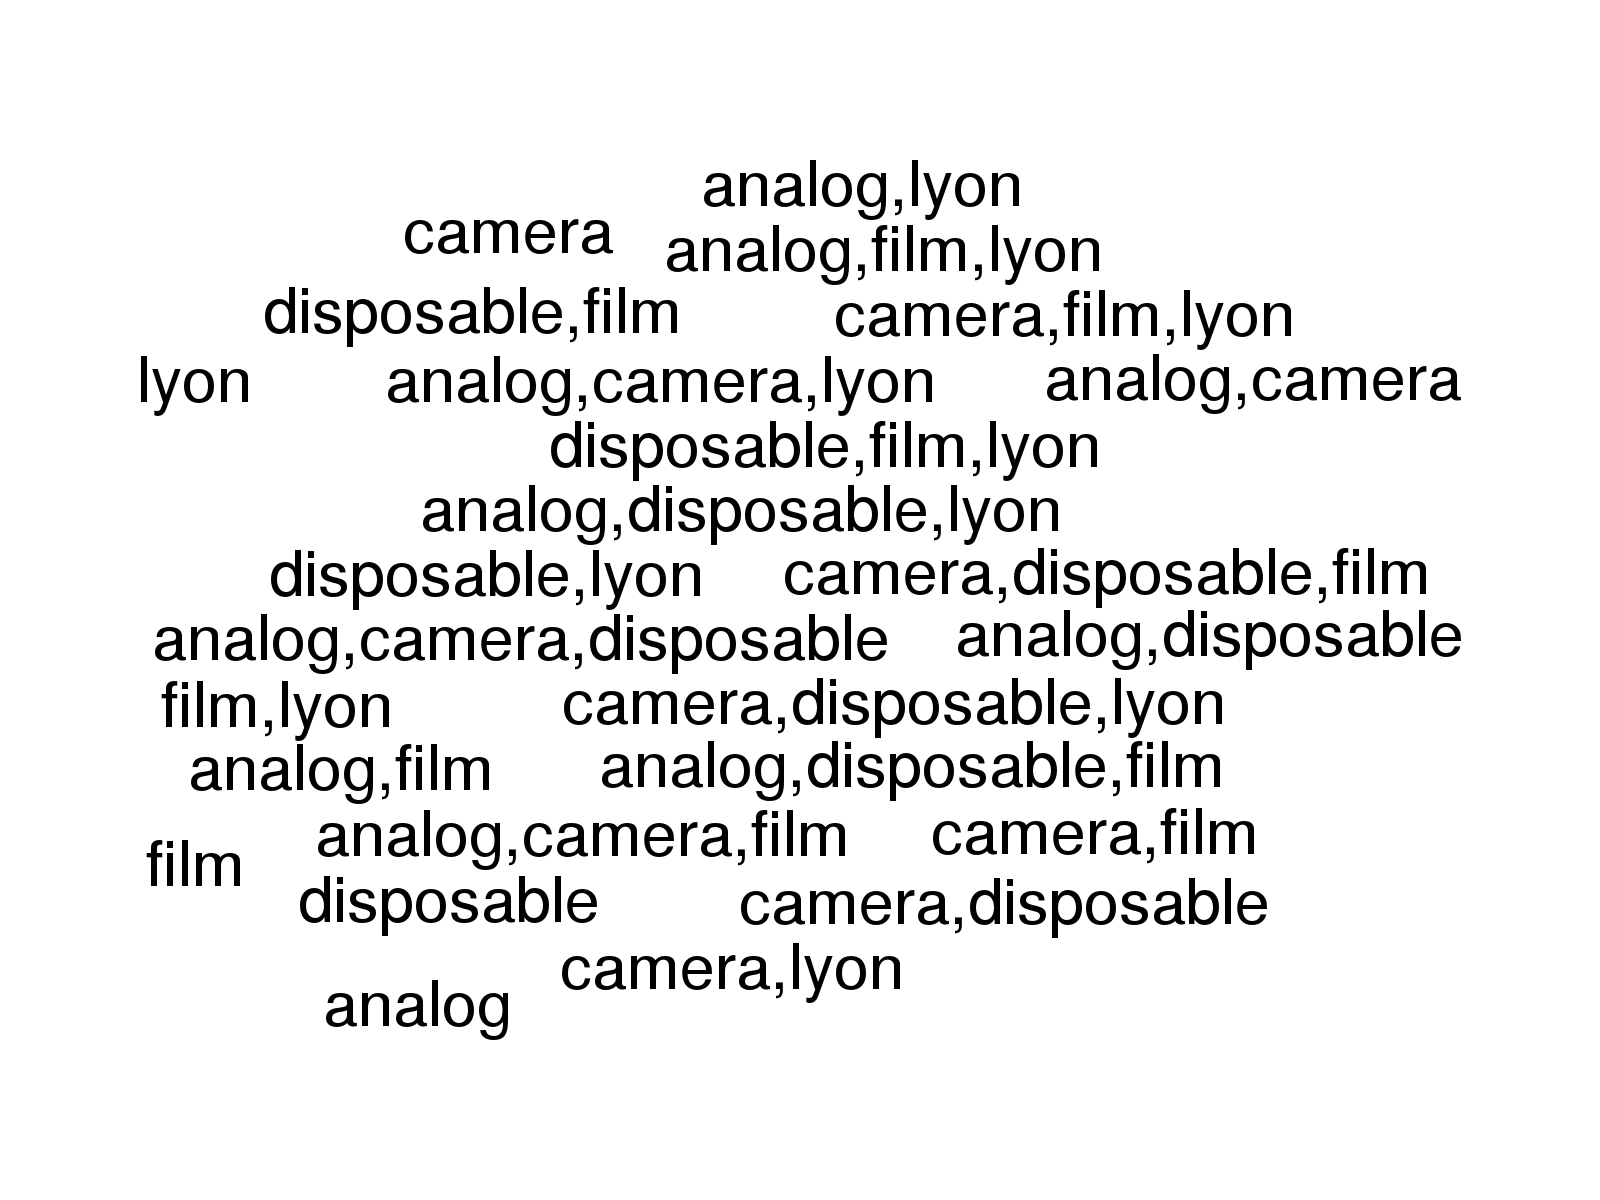 analog,lyon
camera
analog,film,lyon
disposable,film
camera,film,lyon
lyon
analog,camera,lyon
analog,camera
disposable,film,lyon
analog,disposable,lyon
disposable,lyon
camera,disposable,film
analog,camera,disposable
analog,disposable
film,lyon
camera,disposable,lyon
analog,film
analog,disposable,film
analog,camera,film
camera,film
film
disposable
camera,disposable
camera,lyon
analog